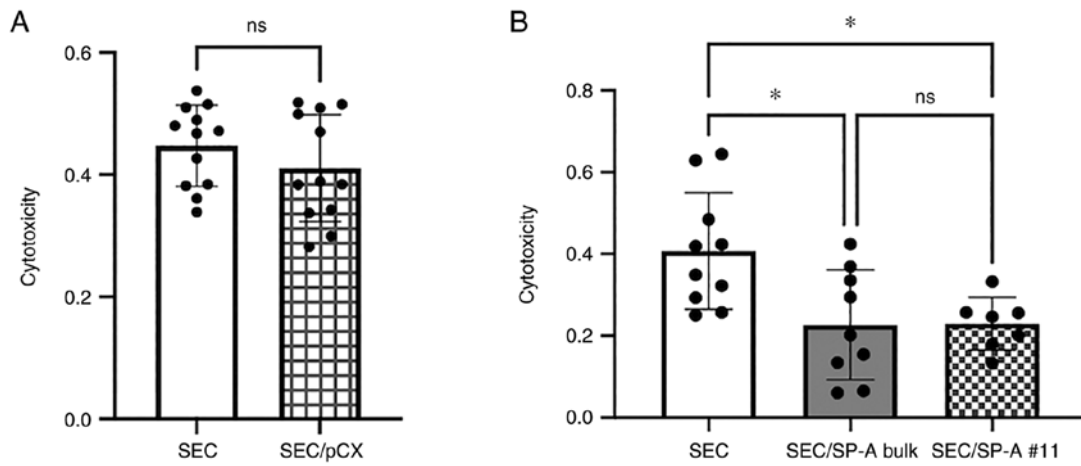 A
ns
0.6
0.4
0.2
0.0
Cytotoxicity
SEC
SEC/pCX
B
*
*
ns
0.8
0.6
0.4
0.2
0.0
Cytotoxicity
SEC
SEC/SP-A bulk
SEC/SP-A #11